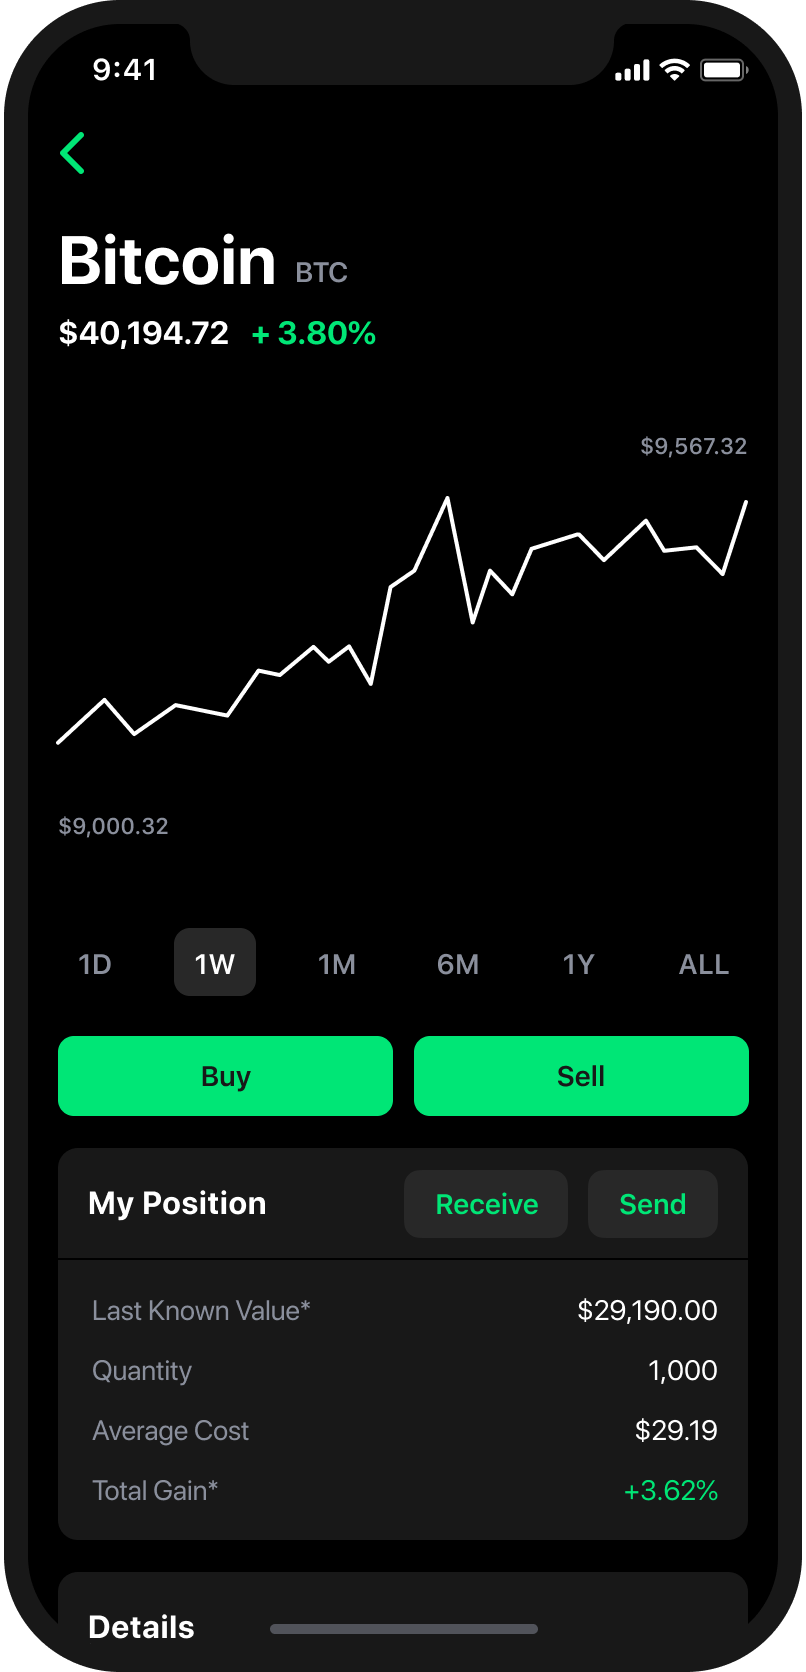 9:41
Bitcoin BTC
$40,194.72 + 3.80%
$9,567.32
$9,000.32
1D 1W 1M 6M 1Y ALL
Buy Sell
My Position Receive Send
Last Known Value* $29,190.00
Quantity 1,000
Average Cost $29.19
Total Gain* +3.62%
Details